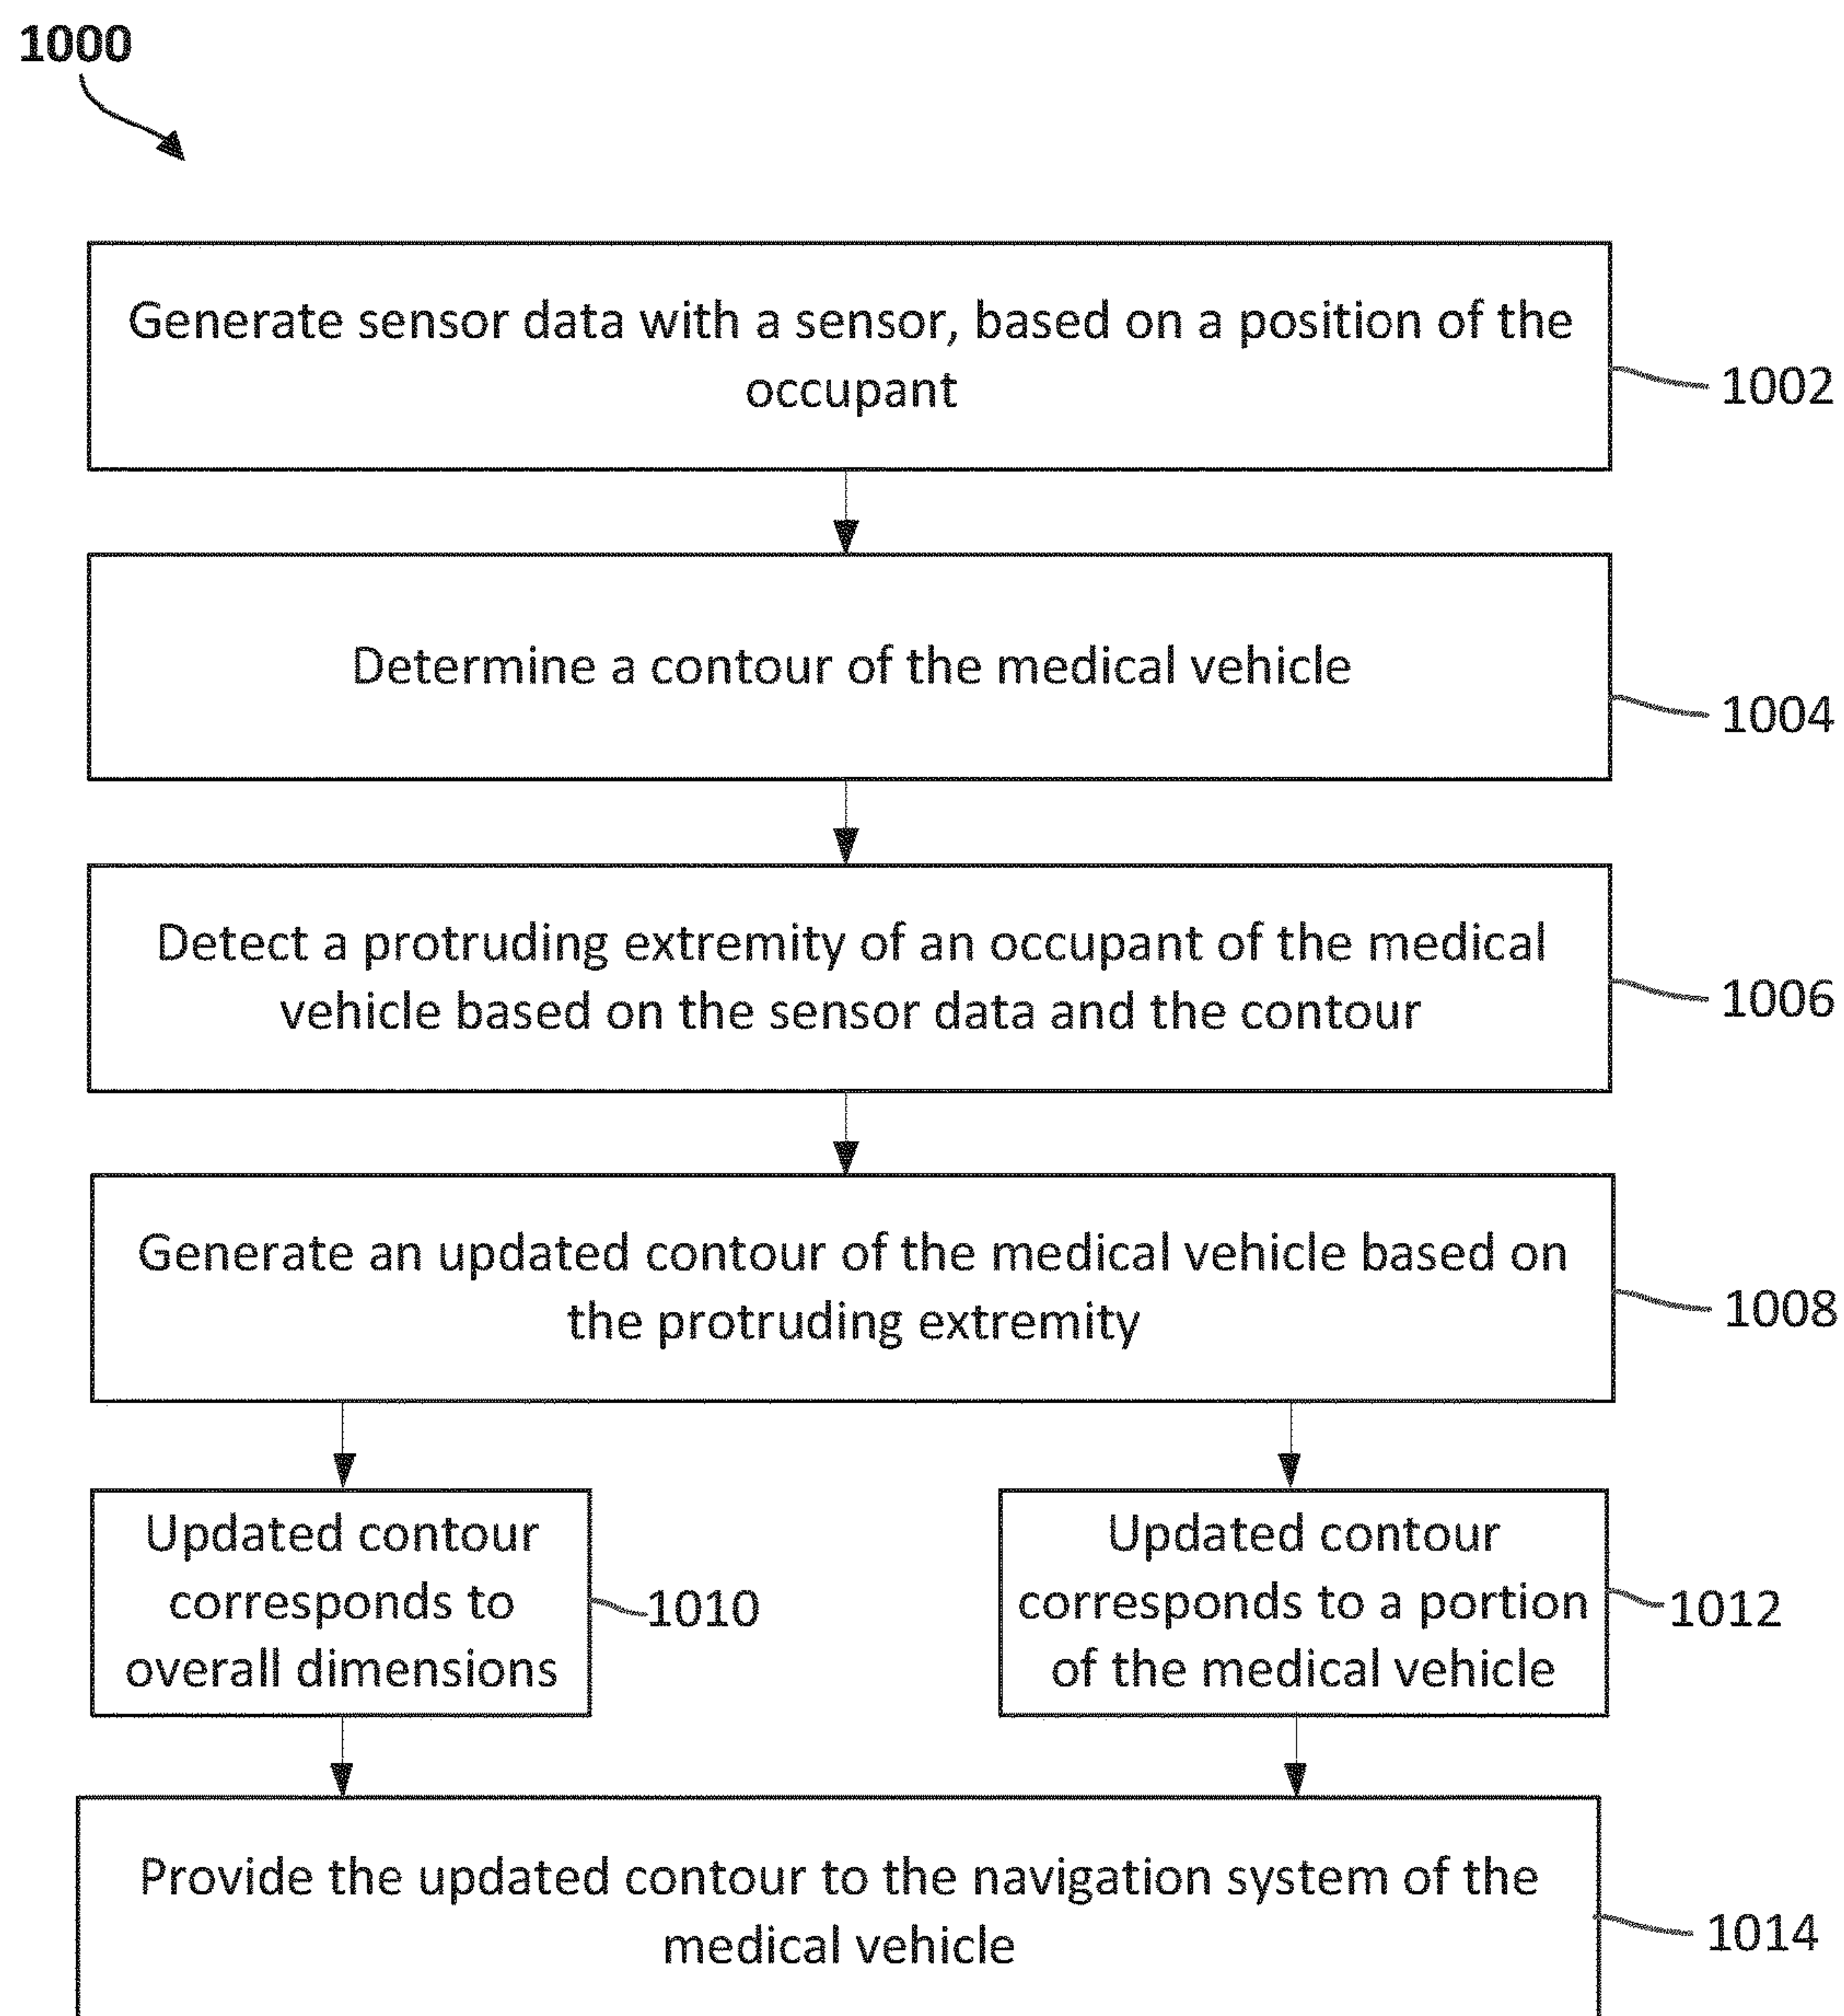 1000
Generate sensor data with a sensor, based on a position of the
occupant
1002
Determine a contour of the medical vehicle
1004
Detect a protruding extremity of an occupant of the medical
vehicle based on the sensor data and the contour
1006
Generate an updated contour of the medical vehicle based on
the protruding extremity
1008
Updated contour
corresponds to
overall dimensions
1010
Updated contour
corresponds to a portion
of the medical vehicle
1012
Provide the updated contour to the navigation system of the
medical vehicle
1014